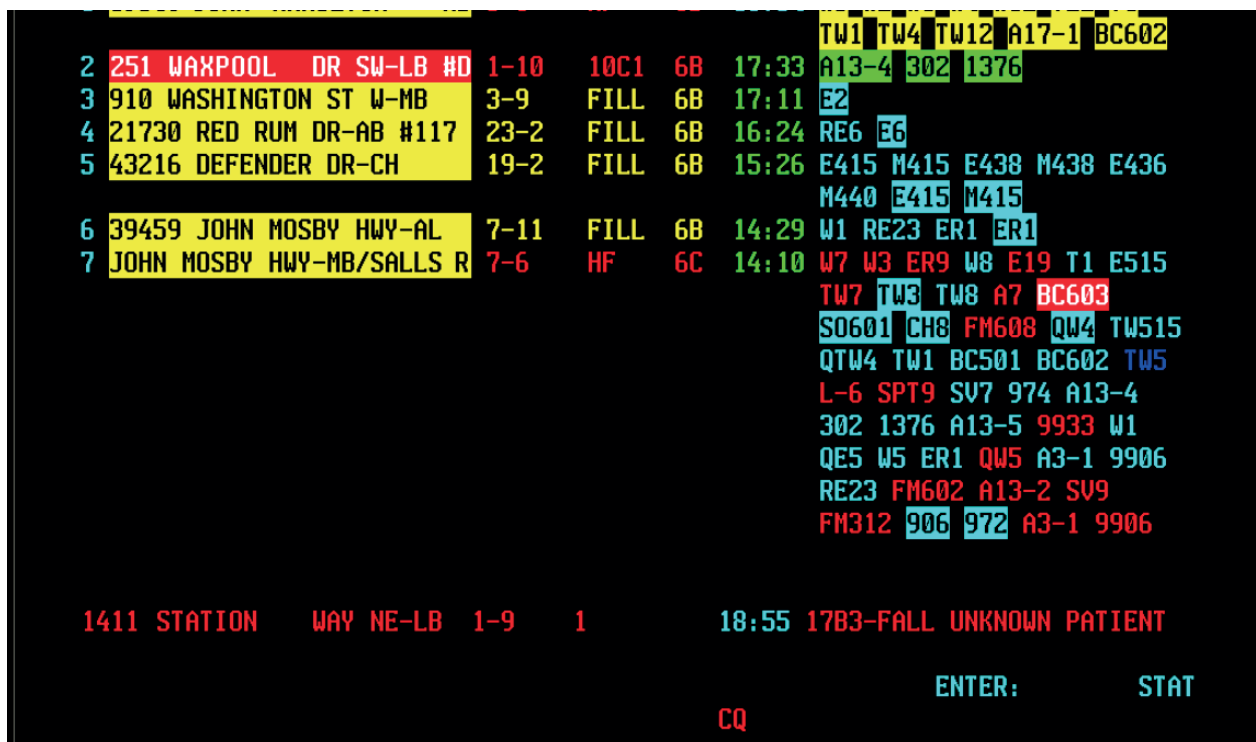 TW1 TW4 TW12 A17-1 BC602
2 251 WAXPOOL DR SW-LB #D 1-10 10C1 6B 17:33 A13-4 302 1376
3 910 WASHINGTON ST W-MB 3-9 FILL 6B 17:11 E2
4 21730 RED RUM DR-AB #117 23-2 FILL 6B 16:24 RE6 E6
5 43216 DEFENDER DR-CH 19-2 FILL 6B 15:26 E415 M415 E438 M438 E436
M440 E415 M415
6 39459 JOHN MOSBY HWY-AL 7-11 FILL 6B 14:29 W1 RE23 ER1 ER1
7 JOHN MOSBY HWY-MB/SALLS R 7-6 HF 6C 14:10 W7 W3 ER9 W8 E19 T1 E515
TW7 TW3 TW8 A7 BC603
SO601 CH8 FM608 QW4 TW515
QTW4 TW1 BC501 BC602 TW5
L-6 SPT9 SV7 974 A13-4
302 1376 A13-5 9933 W1
QE5 W5 ER1 QW5 A3-1 9906
RE23 FM602 A13-2 SV9
FM312 906 972 A3-1 9906
1411 STATION WAY NE-LB 1-9 1 18:55 17B3-FALL UNKNOWN PATIENT
ENTER: STAT
CQ